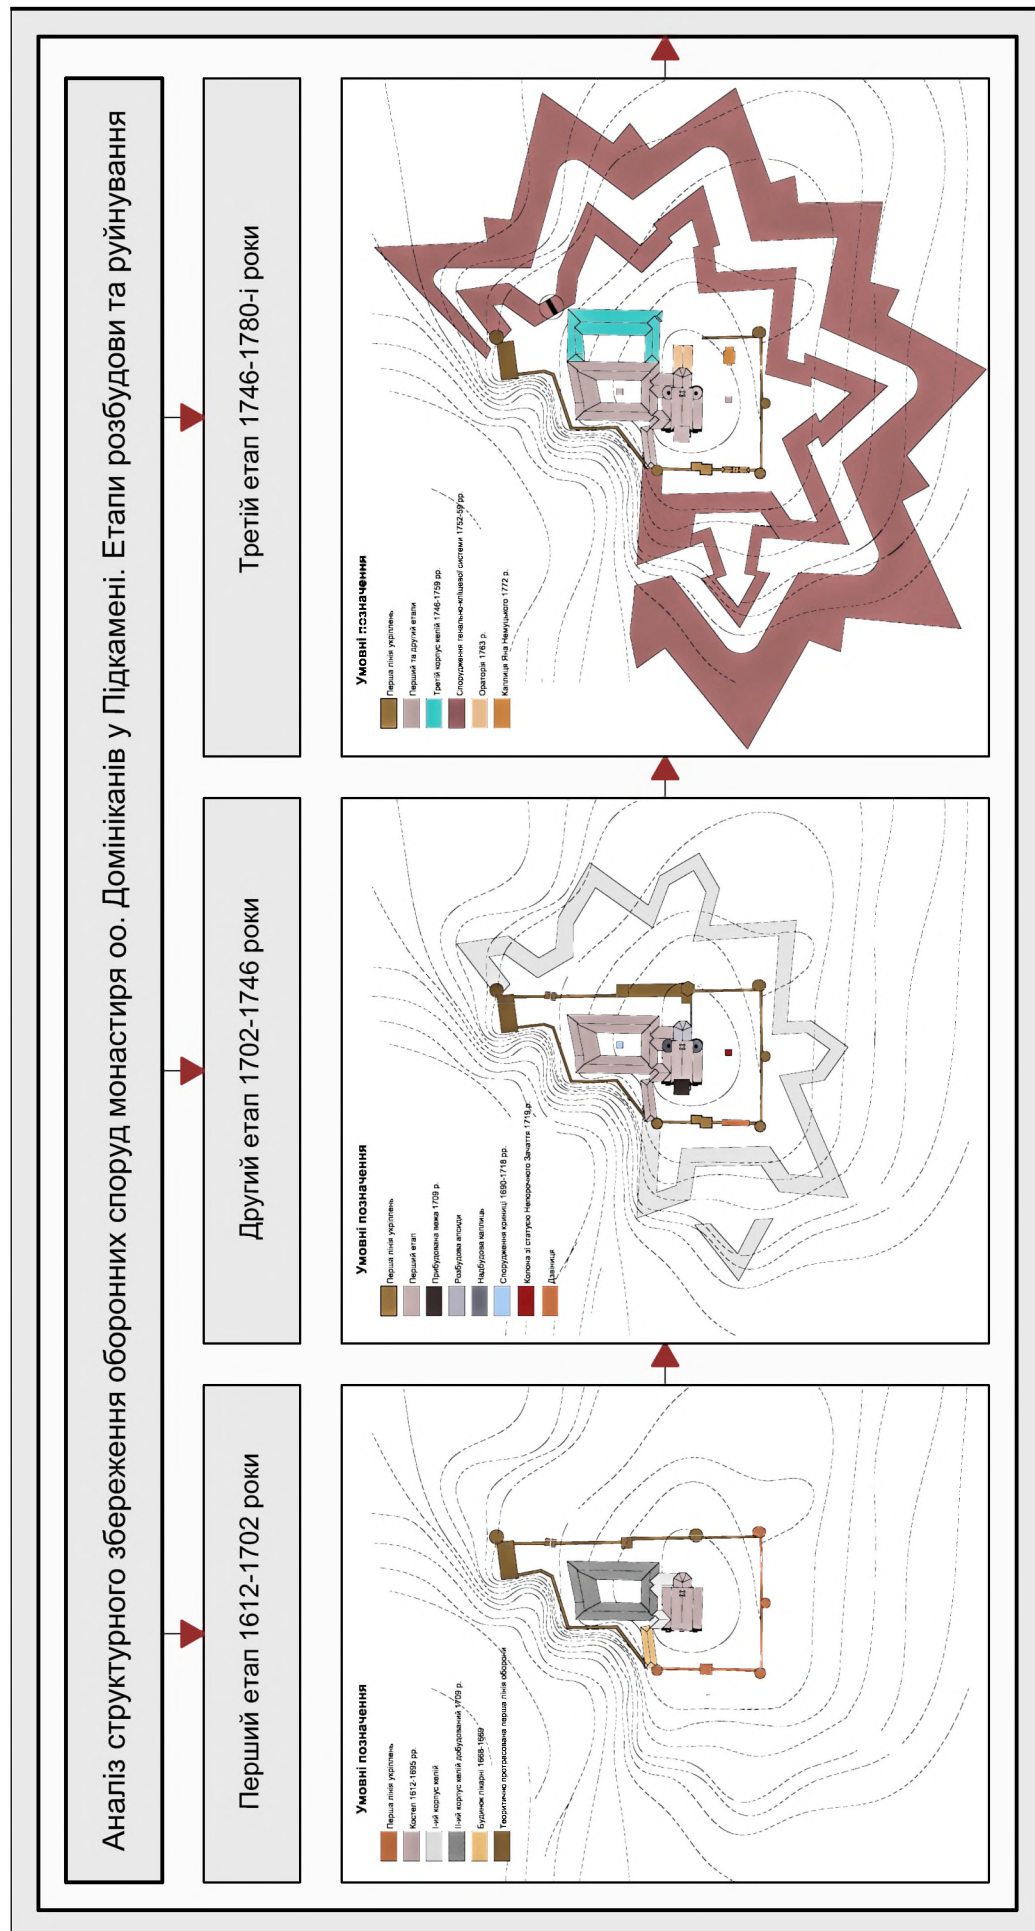 Аналіз структурного збереження оборонних споруд монастиря оо. Домініканів у Підкамені. Етапи розбудови та руйнування
Перший етап 1612-1702 роки
Умовні позначення
Перша лінія укріплень
Костел 1612-1695 рр.
І-ий корпус келій
ІІ-ий корпус келій добудований 1709 р.
Будинок лікарні 1668-1669
Теоритично протрасована перша лінія оборони
Другий етап 1702-1746 роки
Умовні позначення
Перша лінія укріплень
Перший етап
Прибудована вежа 1709 р.
Розбудова апсиди
Надбудова каплиць
Спорудження криниці 1690-1718 рр.
Колона зі статуєю Непорочного Зачаття 1719 р.
Дзвіниця
Третій етап 1746-1780-і роки
Умовні позначення
Перша лінія укріплень
Перший та другий етапи
Третій корпус келій 1746-1759 рр.
Спорудження генально-кліщевої системи 1752-59 рр.
Ораторія 1763 р.
Каплиця Яна Немуцького 1772 р.